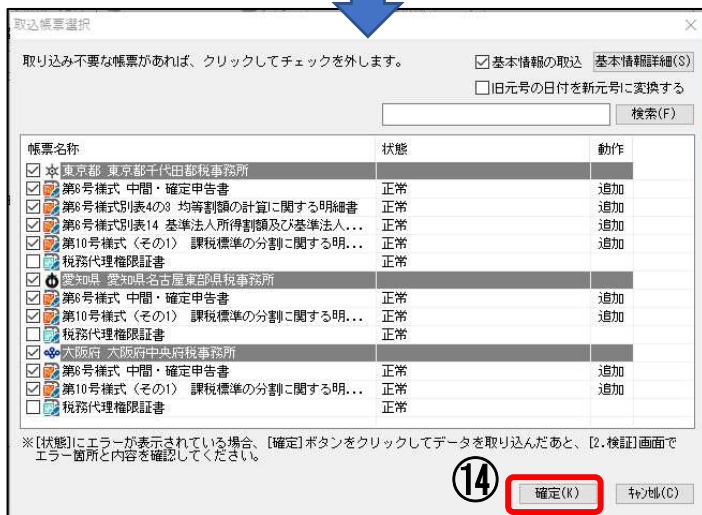 取込帳票選択
取り込み不要な帳票があれば、クリックしてチェックを外します。 基本情報の取込 基本情報詳細(S)
旧元号の日付を新元号に変換する
検索(F)
帳票名称 状態 動作
東京都 東京都千代田都税事務所
第6号様式 中間・確定申告書 正常 追加
第6号様式別表4の3 均等割額の計算に関する明細書 正常 追加
第6号様式別表14 基準法人所得割額及び基準法人... 正常 追加
第10号様式(その1) 課税標準の分割に関する明... 正常 追加
税務代理権限証書 正常
愛知県 愛知県名古屋東部県税事務所
第6号様式 中間・確定申告書 正常 追加
第10号様式(その1) 課税標準の分割に関する明... 正常 追加
税務代理権限証書 正常
大阪府 大阪府中央府税事務所
第6号様式 中間・確定申告書 正常 追加
第10号様式(その1) 課税標準の分割に関する明... 正常 追加
税務代理権限証書 正常
※[状態]にエラーが表示されている場合、[確定]ボタンをクリックしてデータを取り込んだあと、[2.検証]画面で
エラー箇所と内容を確認してください。
⑭ 確定(K) キャンセル(C)